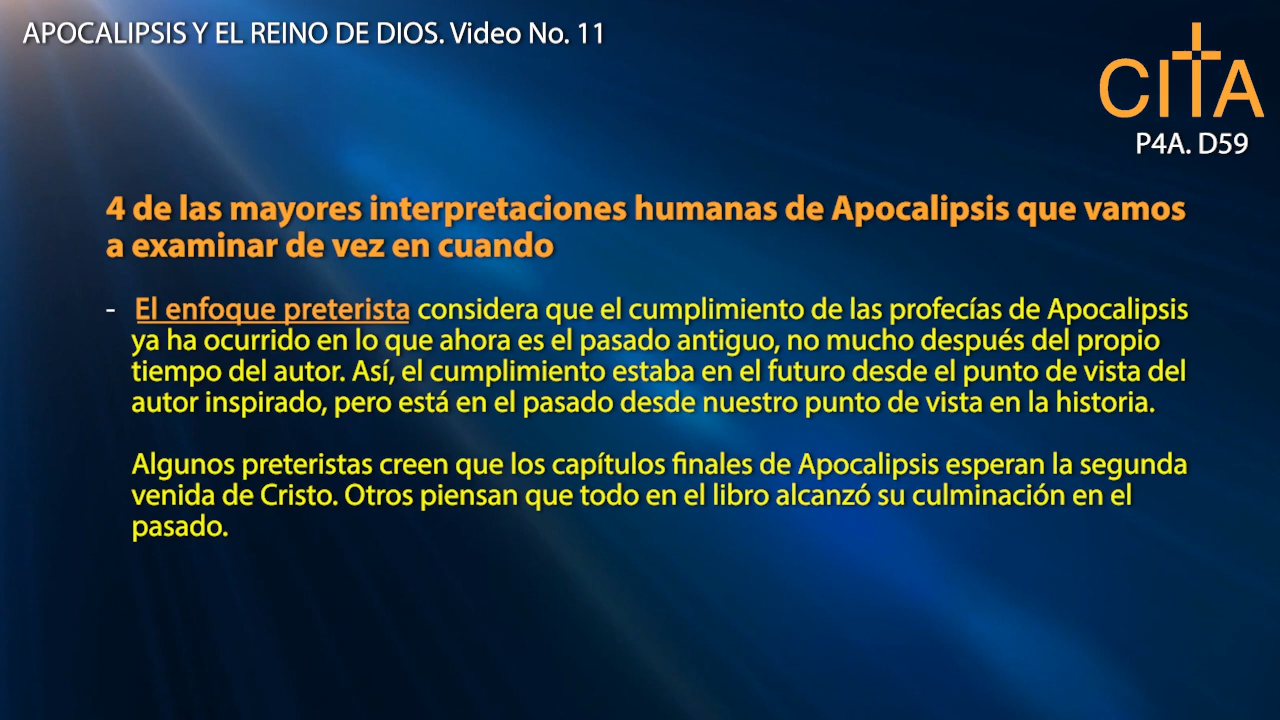 APOCALIPSIS Y EL REINO DE DIOS. Video No. 11
CITA
P4A. D59
4 de las mayores interpretaciones humanas de Apocalipsis que vamos
a examinar de vez en cuando
- El enfoque preterista considera que el cumplimiento de las profecías de Apocalipsis
ya ha ocurrido en lo que ahora es el pasado antiguo, no mucho después del propio
tiempo del autor. Así, el cumplimiento estaba en el futuro desde el punto de vista del
autor inspirado, pero está en el pasado desde nuestro punto de vista en la historia.
Algunos preteristas creen que los capítulos finales de Apocalipsis esperan la segunda
venida de Cristo. Otros piensan que todo en el libro alcanzó su culminación en el
pasado.